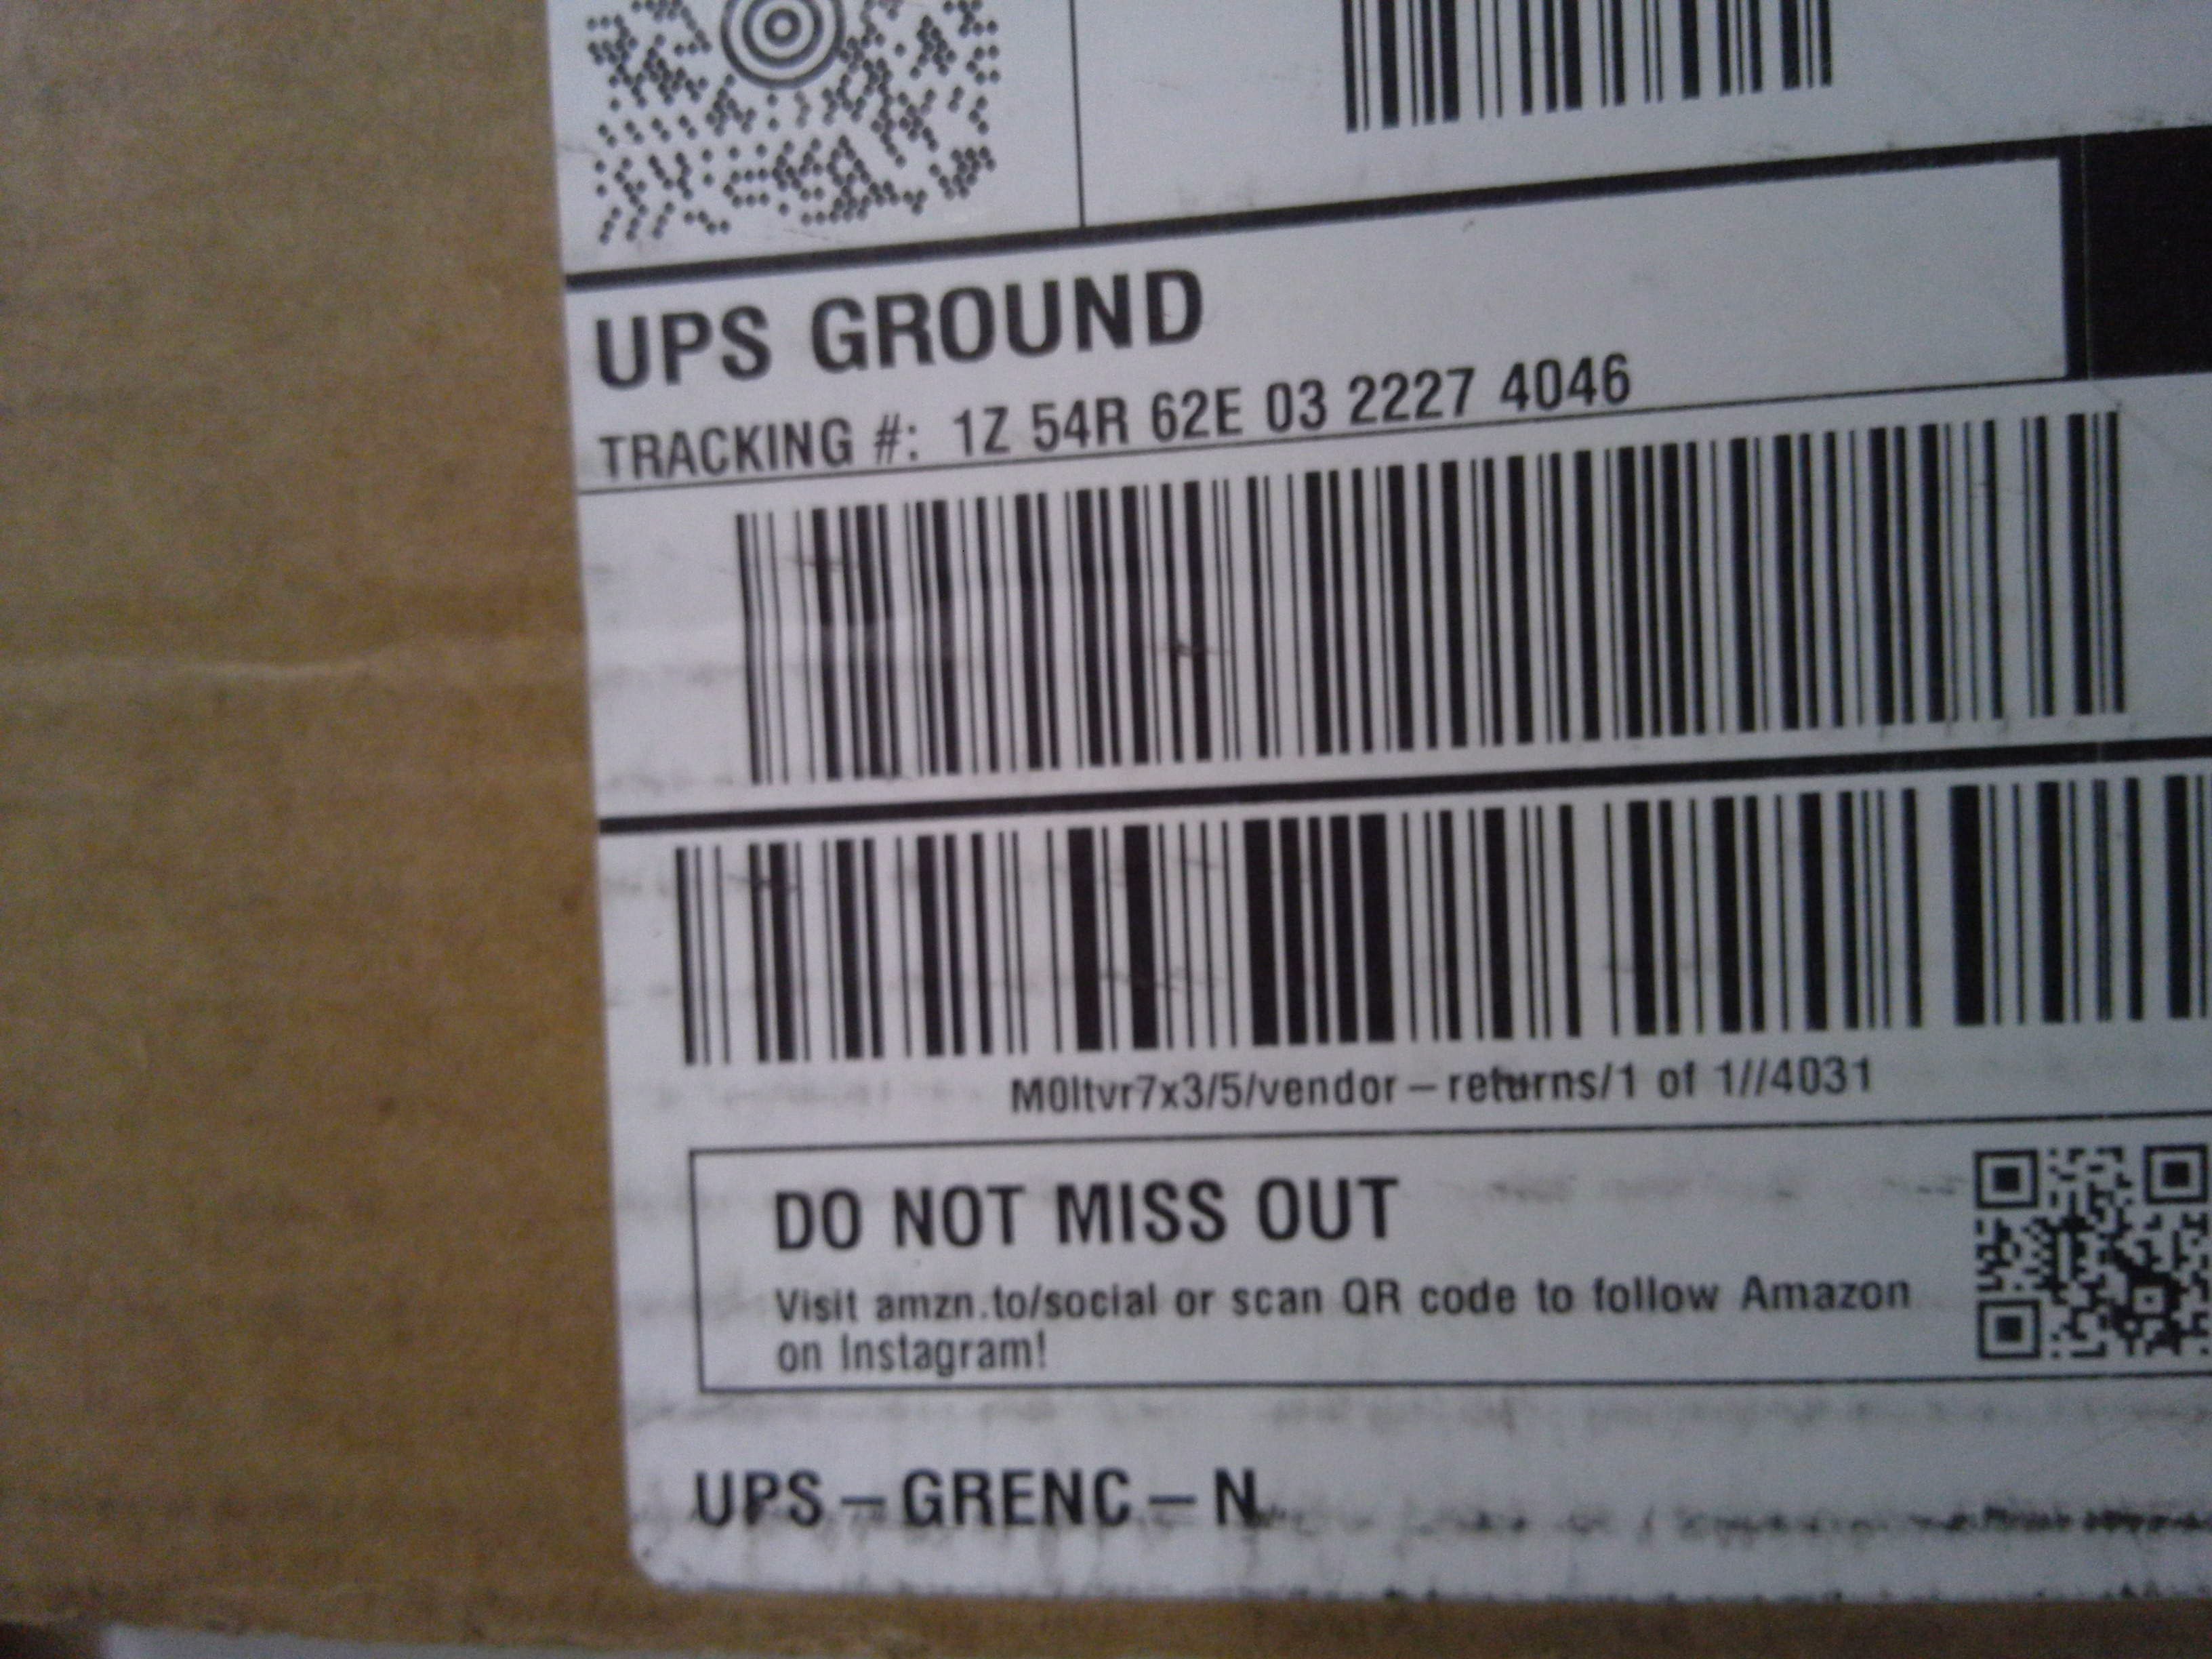 UPS GROUND
TRACKING #: 1Z 54R 62E 03 2227 4046
M0ltvr7x3/5/vendor – returns/1 of 1//4031
DO NOT MISS OUT
Visit amzn.to/social or scan QR code to follow Amazon
on Instagram!
UPS – GRENC – N